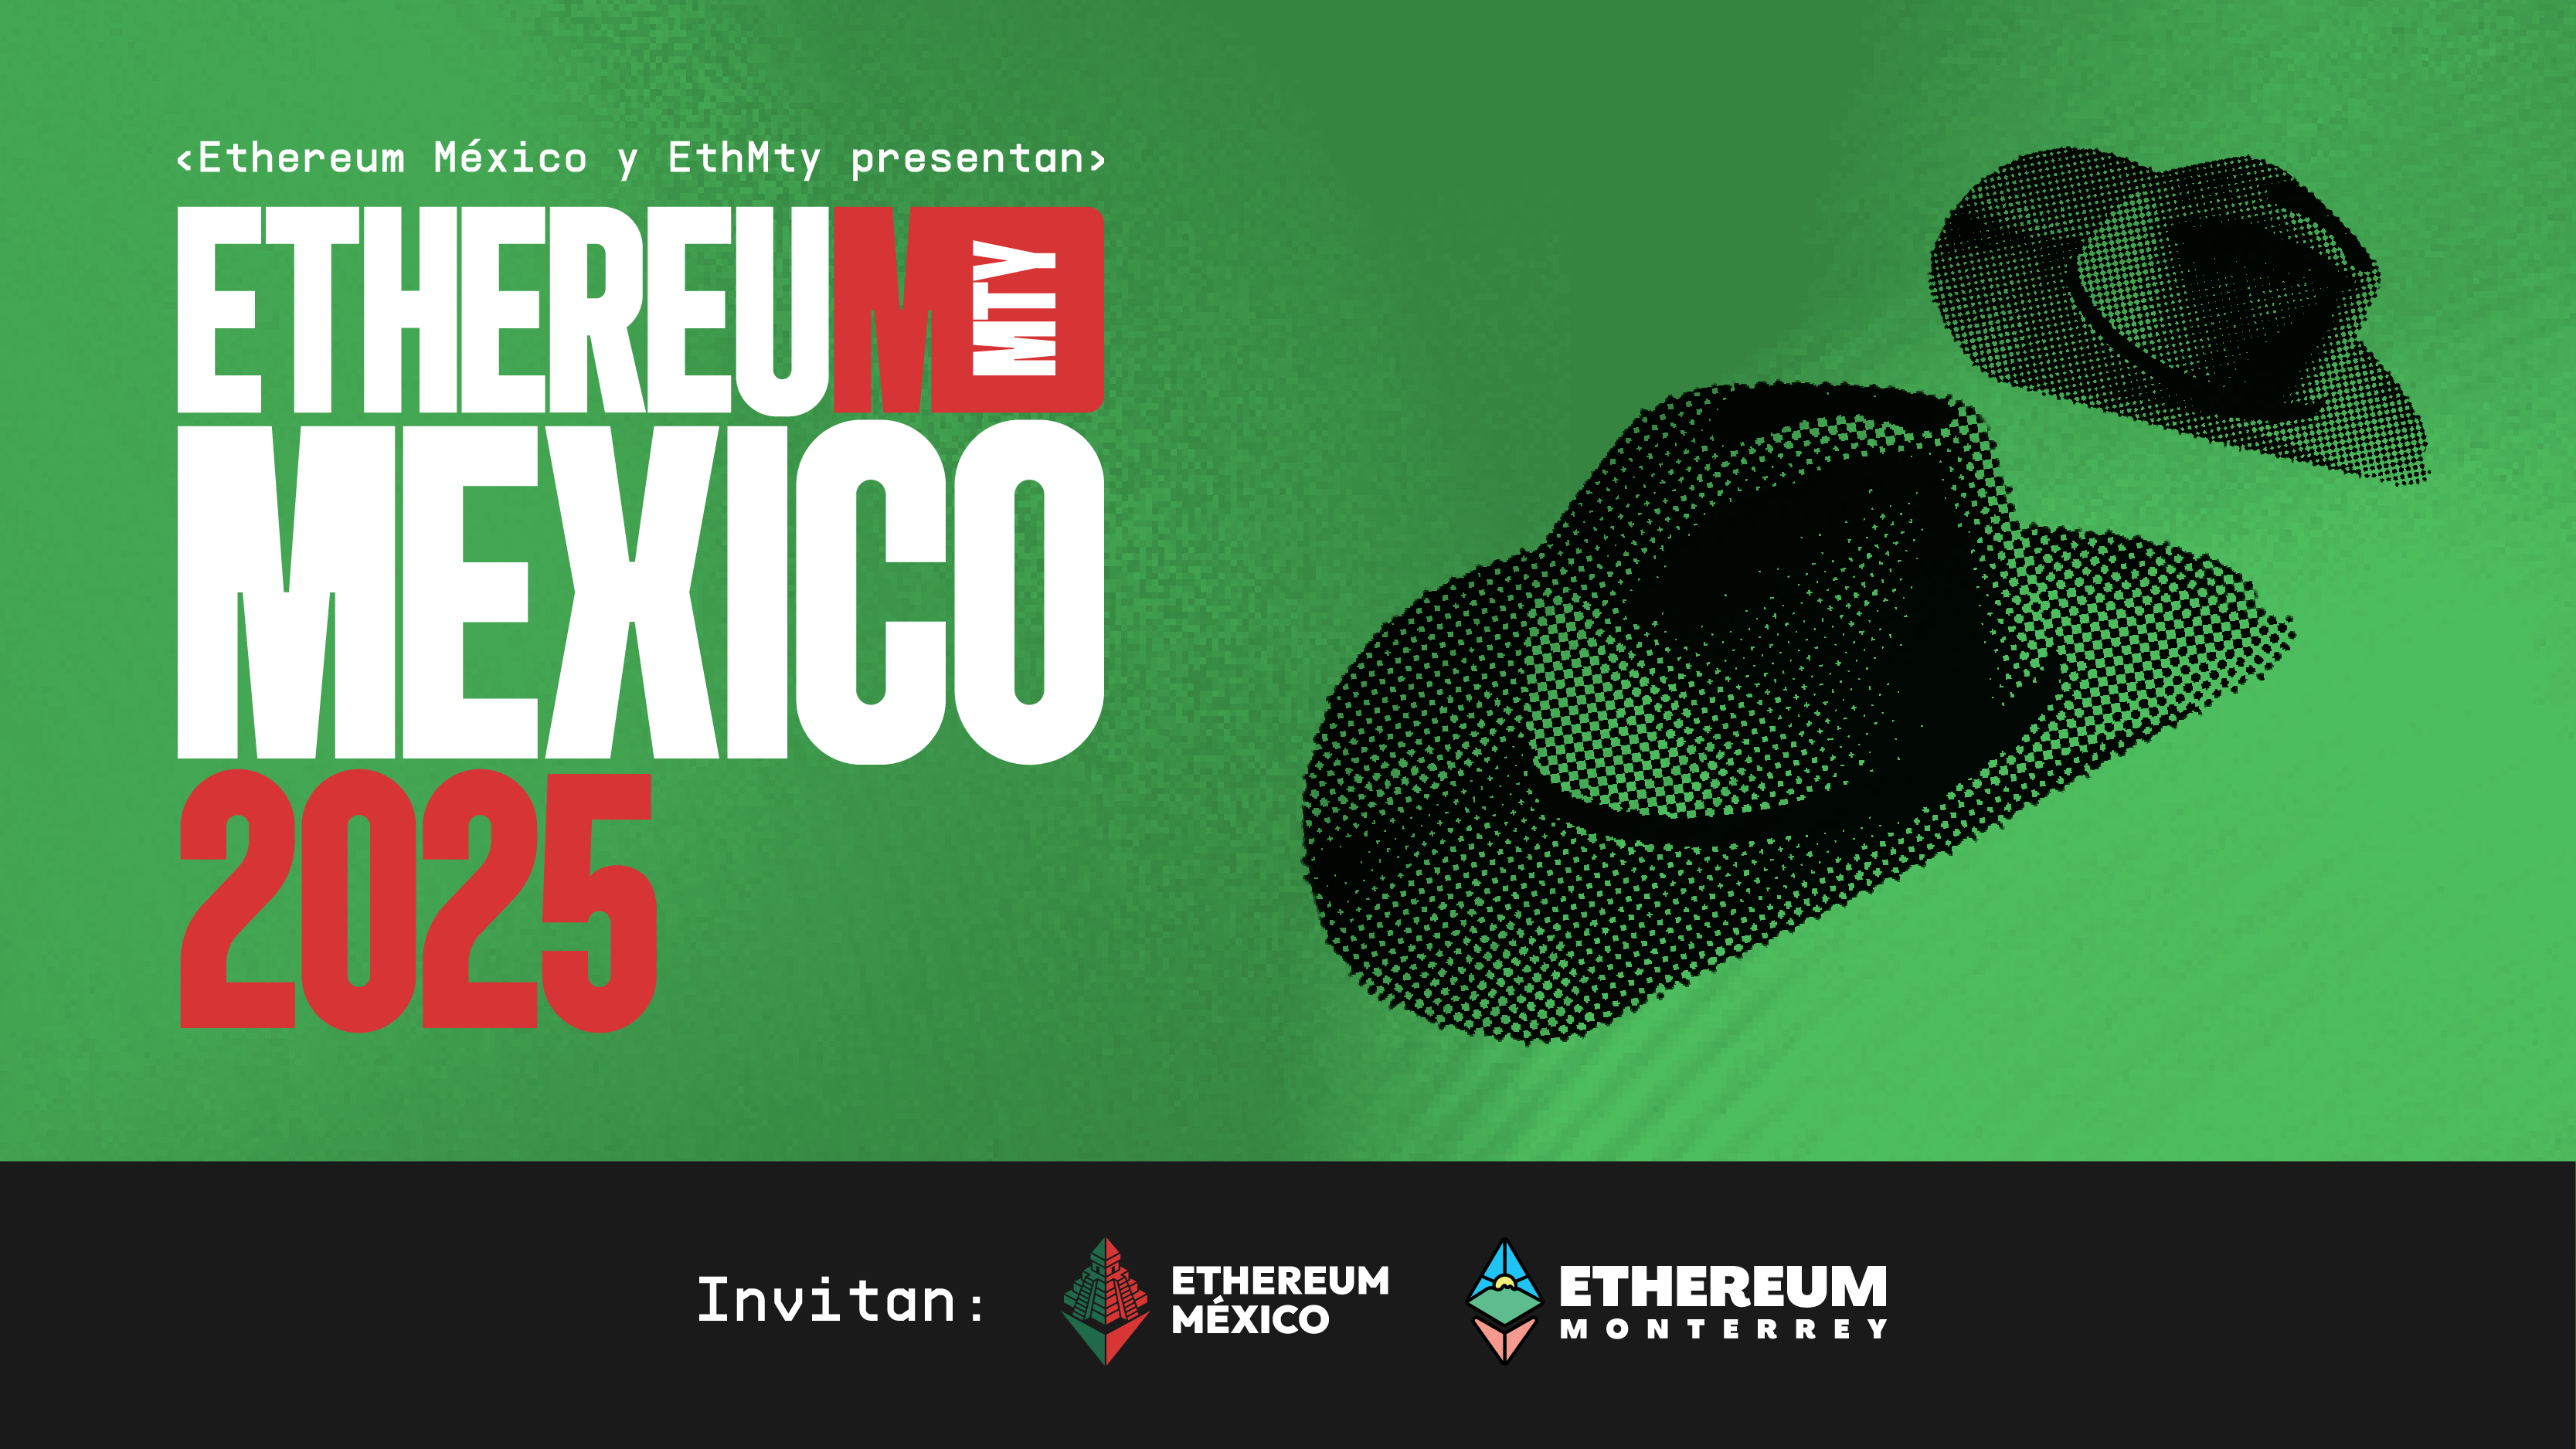 <Ethereum México y EthMty presentan>
ETHEREUM MTY
MEXICO
2025
Invitan:
ETHEREUM
MÉXICO
ETHEREUM
MONTERREY